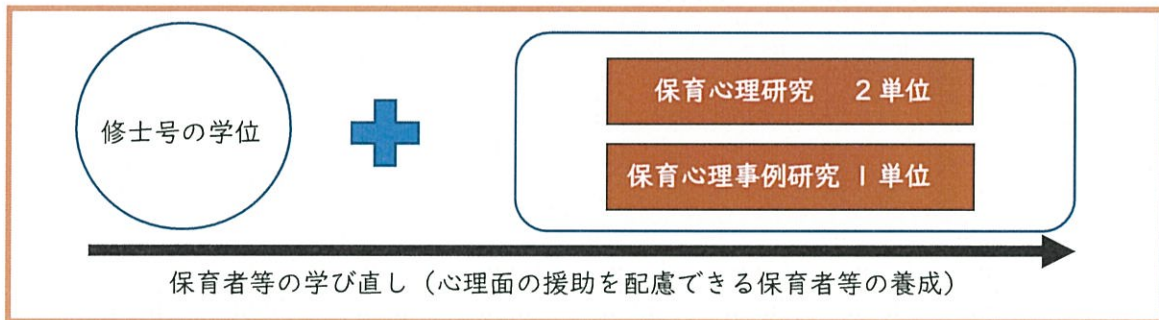 修士号の学位
保育心理研究　2単位
保育心理事例研究　1単位
保育者等の学び直し（心理面の援助を配慮できる保育者等の養成）